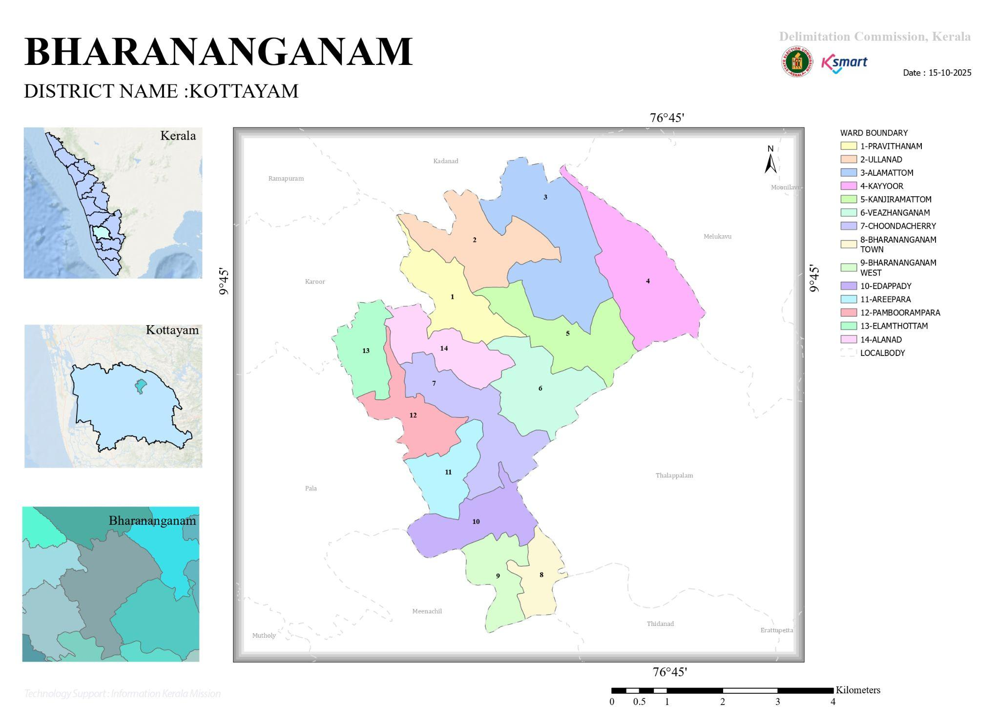 BHARANANGANAM
DISTRICT NAME :KOTTAYAM
Delimitation Commission, Kerala
STATE ELECTION COMMISSION
KERALA
Ksmart
Date : 15-10-2025
Kerala
Kottayam
Bharananganam
76°45'
9°45'
9°45'
76°45'
N
Kadanad
Ramapuram
Moonilavu
Melukavu
Karoor
Pala
Thalappalam
Meenachil
Mutholy
Thidanad
Erattupetta
3
2
4
1
5
13
14
7
6
12
11
10
9
8
WARD BOUNDARY
1-PRAVITHANAM
2-ULLANAD
3-ALAMATTOM
4-KAYYOOR
5-KANJIRAMATTOM
6-VEAZHANGANAM
7-CHOONDACHERRY
8-BHARANANGANAM
TOWN
9-BHARANANGANAM
WEST
10-EDAPPADY
11-AREEPARA
12-PAMBOORAMPARA
13-ELAMTHOTTAM
14-ALANAD
LOCALBODY
Kilometers
0 0.5 1 2 3 4
Technology Support : Information Kerala Mission